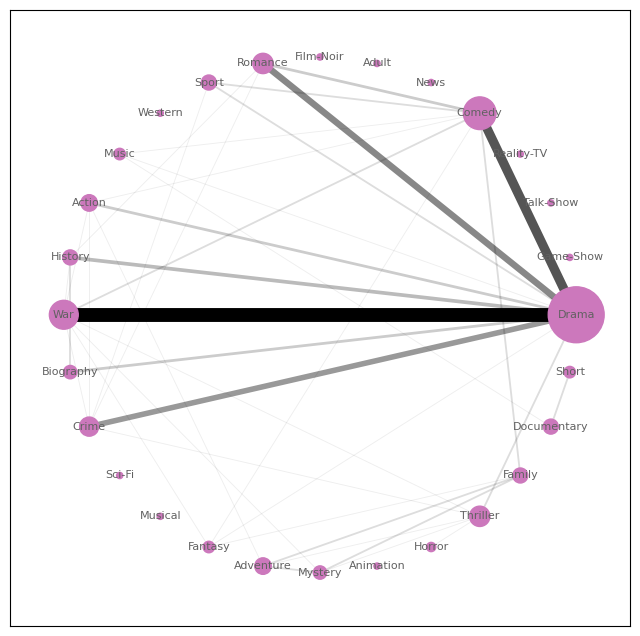 Film-Noir
Romance
Adult
Sport
News
Western
Comedy
Music
Reality-TV
Action
Talk-Show
History
Game-Show
War
Drama
Biography
Short
Crime
Documentary
Sci-Fi
Family
Musical
Thriller
Fantasy
Horror
Adventure
Animation
Mystery